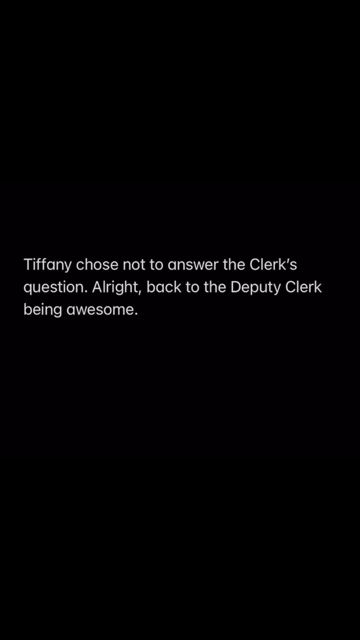 Tiffany chose not to answer the Clerk’s
question. Alright, back to the Deputy Clerk
being awesome.